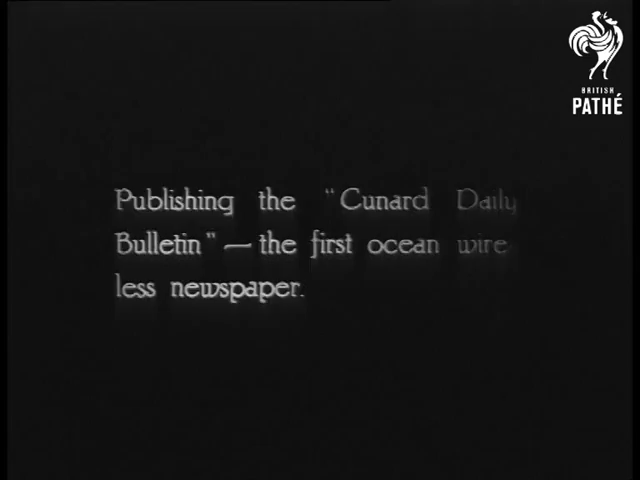 BRITISH
PATHÉ
Publishing the "Cunard Daily
Bulletin" — the first ocean wire
less newspaper.